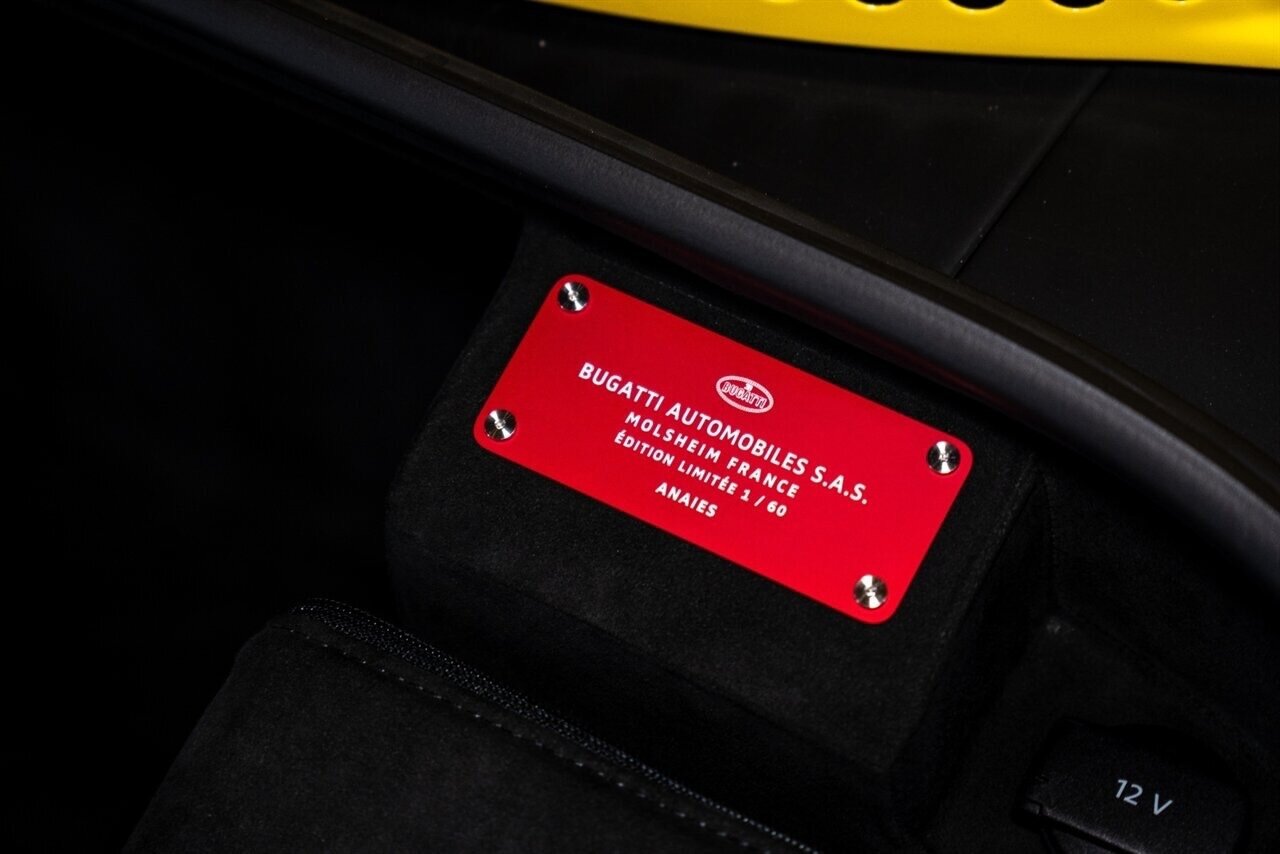 BUGATTI
BUGATTI AUTOMOBILES S.A.S.
MOLSHEIM FRANCE
ÉDITION LIMITÉE 1 / 60
ANAIES
12 V